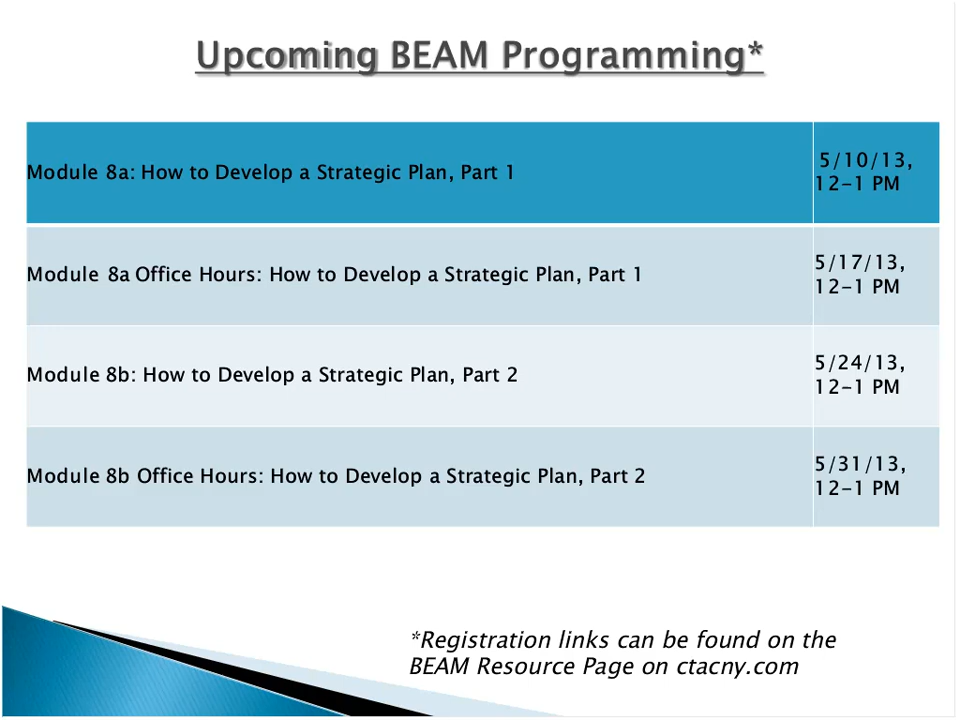 Upcoming BEAM Programming*
Module 8a: How to Develop a Strategic Plan, Part 1
5/10/13,
12-1 PM
Module 8a Office Hours: How to Develop a Strategic Plan, Part 1
5/17/13,
12-1 PM
Module 8b: How to Develop a Strategic Plan, Part 2
5/24/13,
12-1 PM
Module 8b Office Hours: How to Develop a Strategic Plan, Part 2
5/31/13,
12-1 PM
*Registration links can be found on the
BEAM Resource Page on ctacny.com